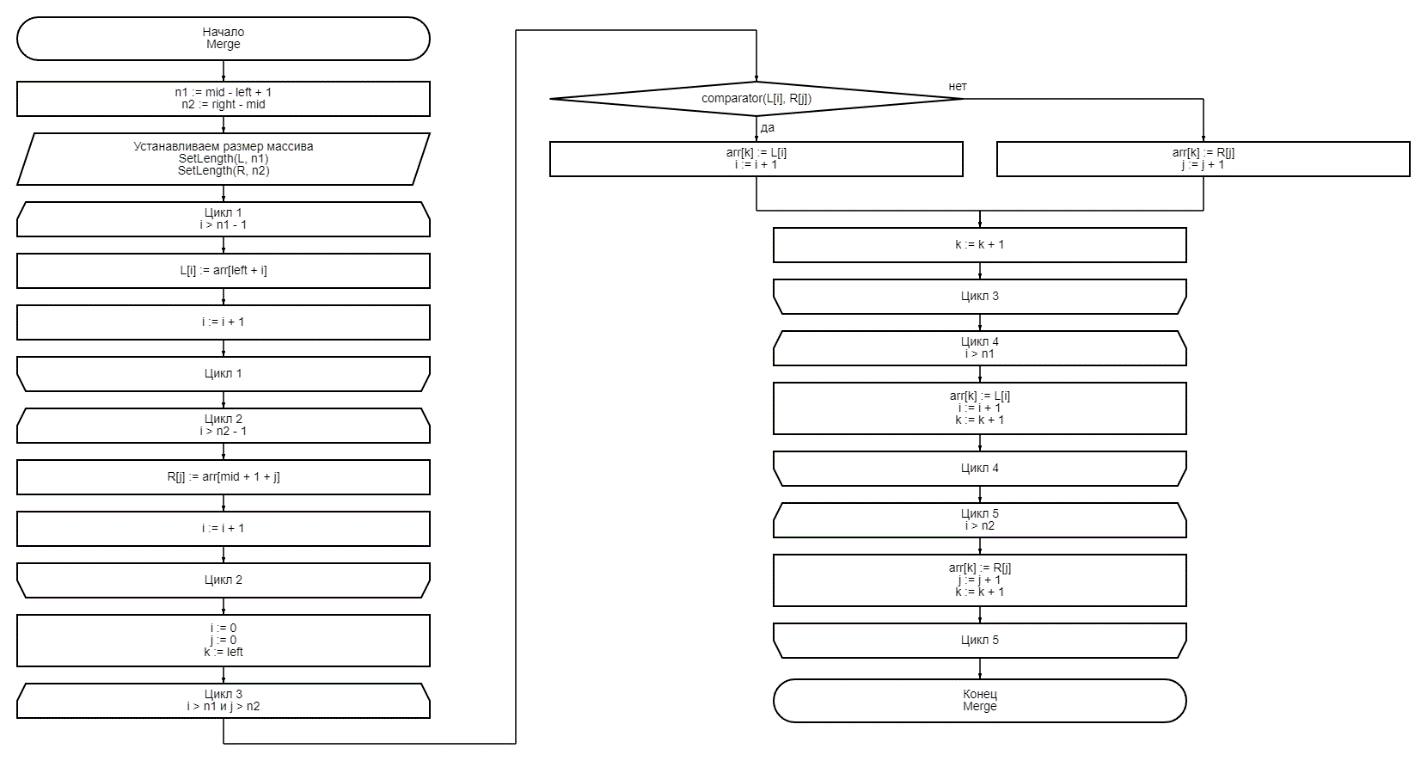 Начало
Merge
n1 := mid - left + 1
n2 := right - mid
Устанавливаем размер массива
SetLength(L, n1)
SetLength(R, n2)
Цикл 1
i > n1 - 1
L[i] := arr[left + i]
i := i + 1
Цикл 1
Цикл 2
i > n2 - 1
R[j] := arr[mid + 1 + j]
i := i + 1
Цикл 2
i := 0
j := 0
k := left
Цикл 3
i > n1 и j > n2
comparator(L[i], R[j])
нет
да
arr[k] := L[i]
i := i + 1
arr[k] := R[j]
j := j + 1
k := k + 1
Цикл 3
Цикл 4
i > n1
arr[k] := L[i]
i := i + 1
k := k + 1
Цикл 4
Цикл 5
i > n2
arr[k] := R[j]
j := j + 1
k := k + 1
Цикл 5
Конец
Merge